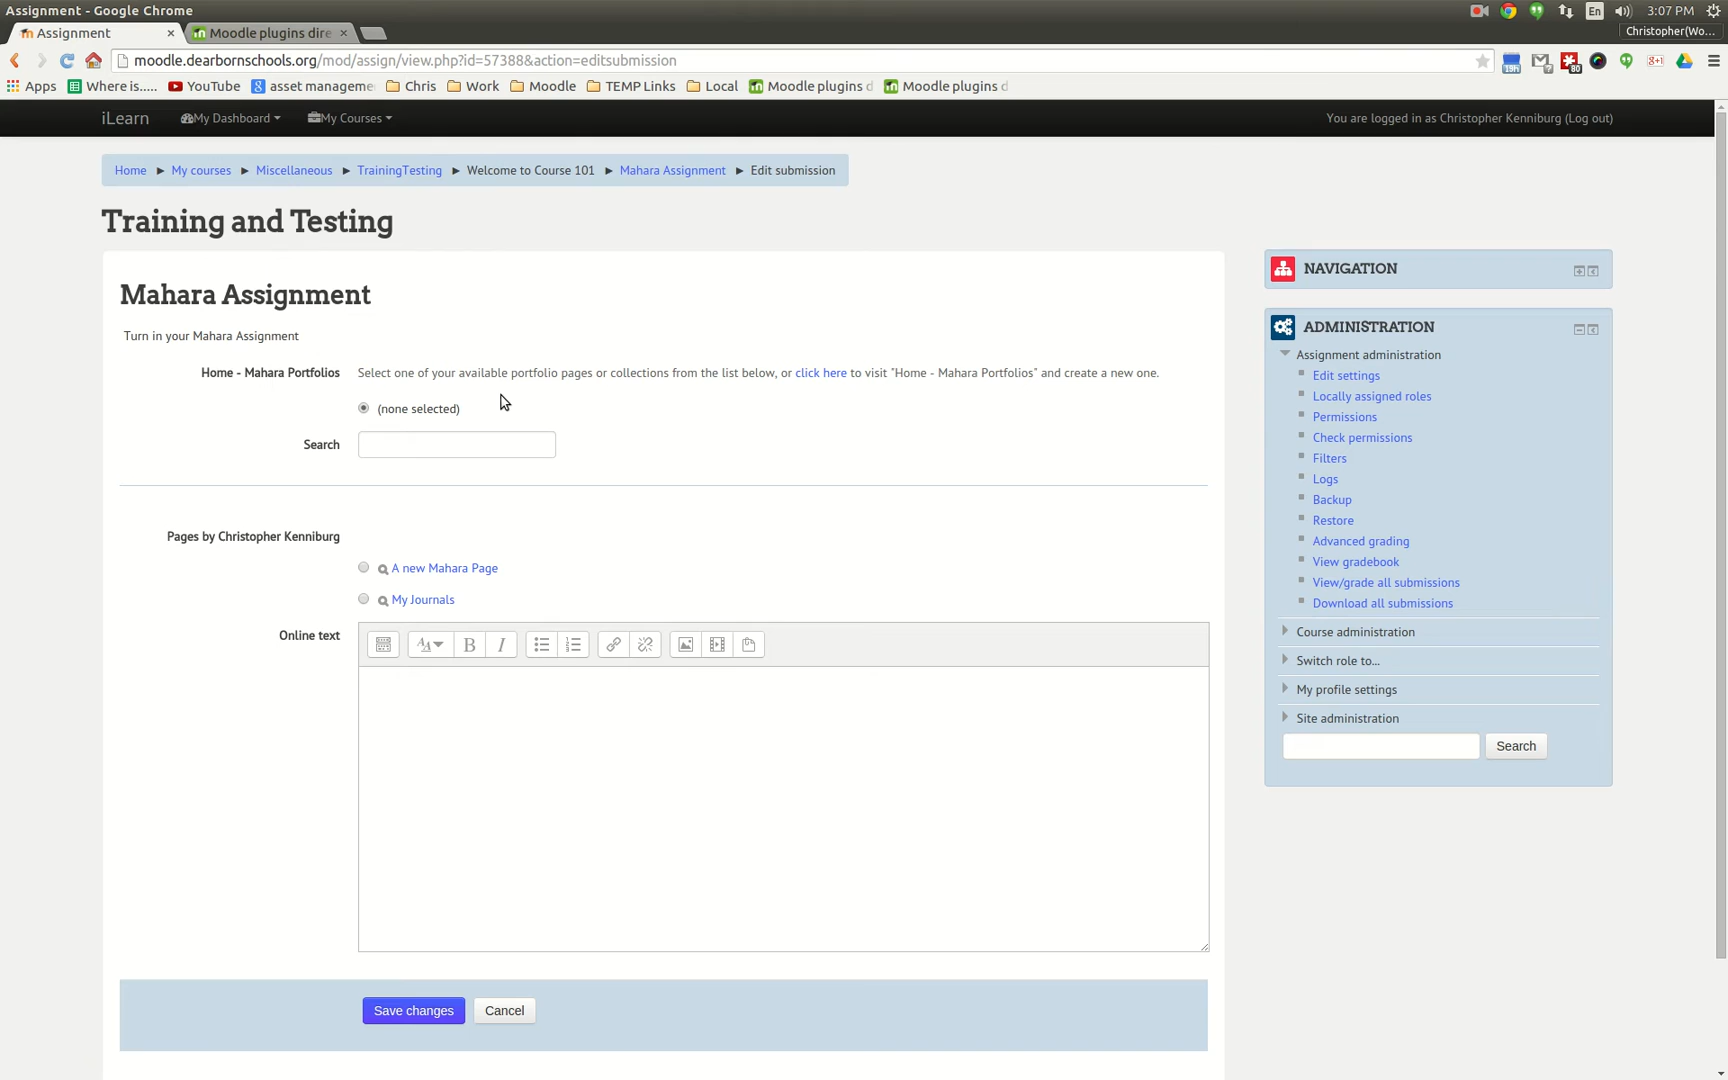 Assignment - Google Chrome
En
3:07 PM
Assignment
Moodle plugins dire
Christopher(Wo...
moodle.dearbornschools.org/mod/assign/view.php?id=57388&action=editsubmission
19h
80
g+1
Apps
Where is.....
YouTube
asset manageme
Chris
Work
Moodle
TEMP Links
Local
Moodle plugins d
Moodle plugins d
iLearn
My Dashboard
My Courses
You are logged in as Christopher Kenniburg (Log out)
Home ► My courses ► Miscellaneous ► TrainingTesting ► Welcome to Course 101 ► Mahara Assignment ► Edit submission
Training and Testing
Mahara Assignment
Turn in your Mahara Assignment
Home - Mahara Portfolios
Select one of your available portfolio pages or collections from the list below, or click here to visit "Home - Mahara Portfolios" and create a new one.
(none selected)
Search
Pages by Christopher Kenniburg
A new Mahara Page
My Journals
Online text
B
I
Save changes
Cancel
NAVIGATION
ADMINISTRATION
Assignment administration
Edit settings
Locally assigned roles
Permissions
Check permissions
Filters
Logs
Backup
Restore
Advanced grading
View gradebook
View/grade all submissions
Download all submissions
Course administration
Switch role to...
My profile settings
Site administration
Search